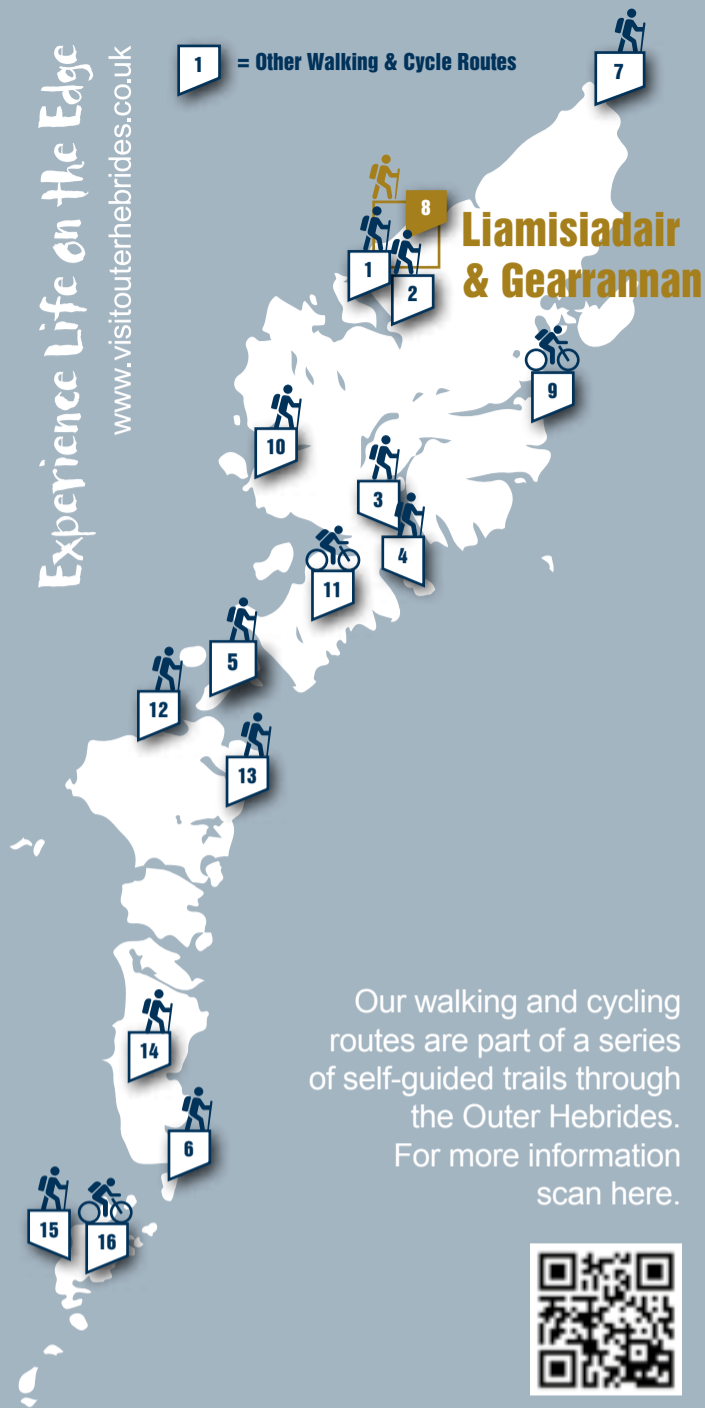 Experience Life on the Edge
www.visitouterhebrides.co.uk
1 = Other Walking & Cycle Routes
7
8
Liamisiadair
& Gearrannan
1
2
9
10
3
4
11
5
12
13
14
6
15
16
Our walking and cycling
routes are part of a series
of self-guided trails through
the Outer Hebrides.
For more information
scan here.